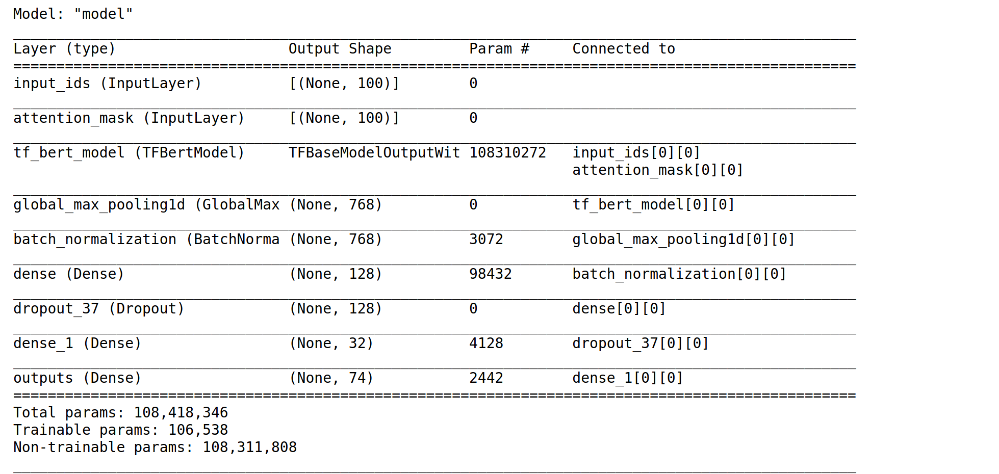 Model: "model"
__________________________________________________________________________________________________
Layer (type)                    Output Shape         Param #     Connected to
==================================================================================================
input_ids (InputLayer)          [(None, 100)]        0
__________________________________________________________________________________________________
attention_mask (InputLayer)     [(None, 100)]        0
__________________________________________________________________________________________________
tf_bert_model (TFBertModel)     TFBaseModelOutputWit 108310272   input_ids[0][0]
                                                                 attention_mask[0][0]
__________________________________________________________________________________________________
global_max_pooling1d (GlobalMax (None, 768)          0           tf_bert_model[0][0]
__________________________________________________________________________________________________
batch_normalization (BatchNorma (None, 768)          3072        global_max_pooling1d[0][0]
__________________________________________________________________________________________________
dense (Dense)                   (None, 128)          98432       batch_normalization[0][0]
__________________________________________________________________________________________________
dropout_37 (Dropout)            (None, 128)          0           dense[0][0]
__________________________________________________________________________________________________
dense_1 (Dense)                 (None, 32)           4128        dropout_37[0][0]
__________________________________________________________________________________________________
outputs (Dense)                 (None, 74)           2442        dense_1[0][0]
==================================================================================================
Total params: 108,418,346
Trainable params: 106,538
Non-trainable params: 108,311,808
__________________________________________________________________________________________________